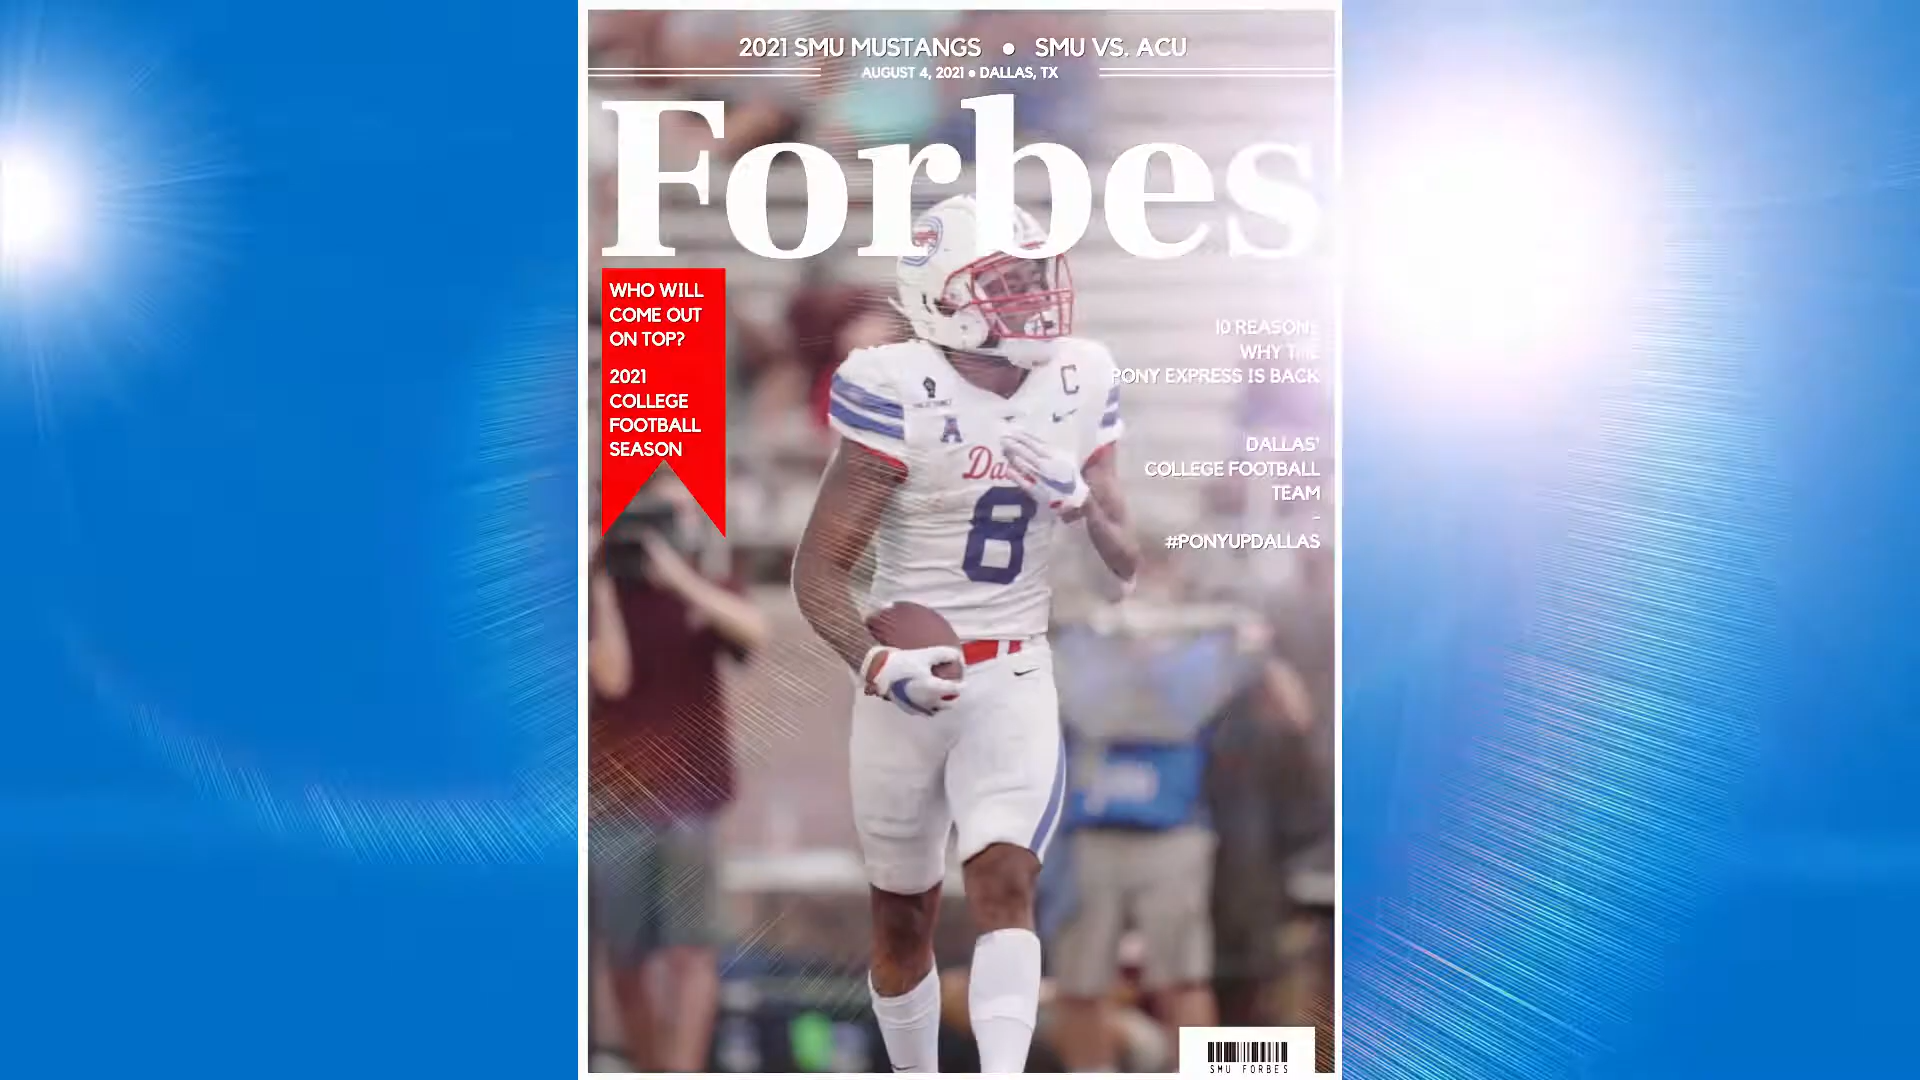 2021 SMU MUSTANGS ● SMU VS. ACU
AUGUST 4, 2021 ● DALLAS, TX
Forbes
WHO WILL
COME OUT
ON TOP?
2021
COLLEGE
FOOTBALL
SEASON
10 REASONS
WHY THE
PONY EXPRESS IS BACK
DALLAS'
COLLEGE FOOTBALL
TEAM
-
#PONYUPDALLAS
C
A
8
SMU FORBES